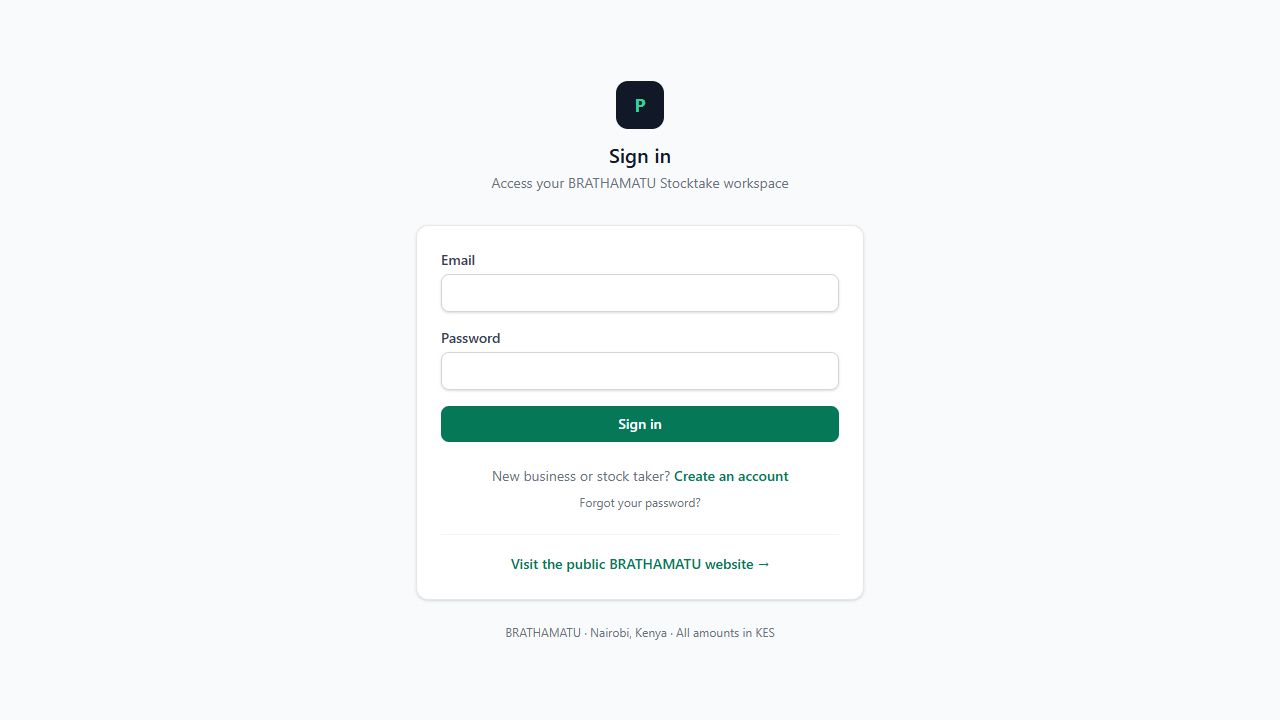 P
Sign in
Access your BRATHAMATU Stocktake workspace
Email
Password
Sign in
New business or stock taker? Create an account
Forgot your password?
Visit the public BRATHAMATU website →
BRATHAMATU · Nairobi, Kenya · All amounts in KES